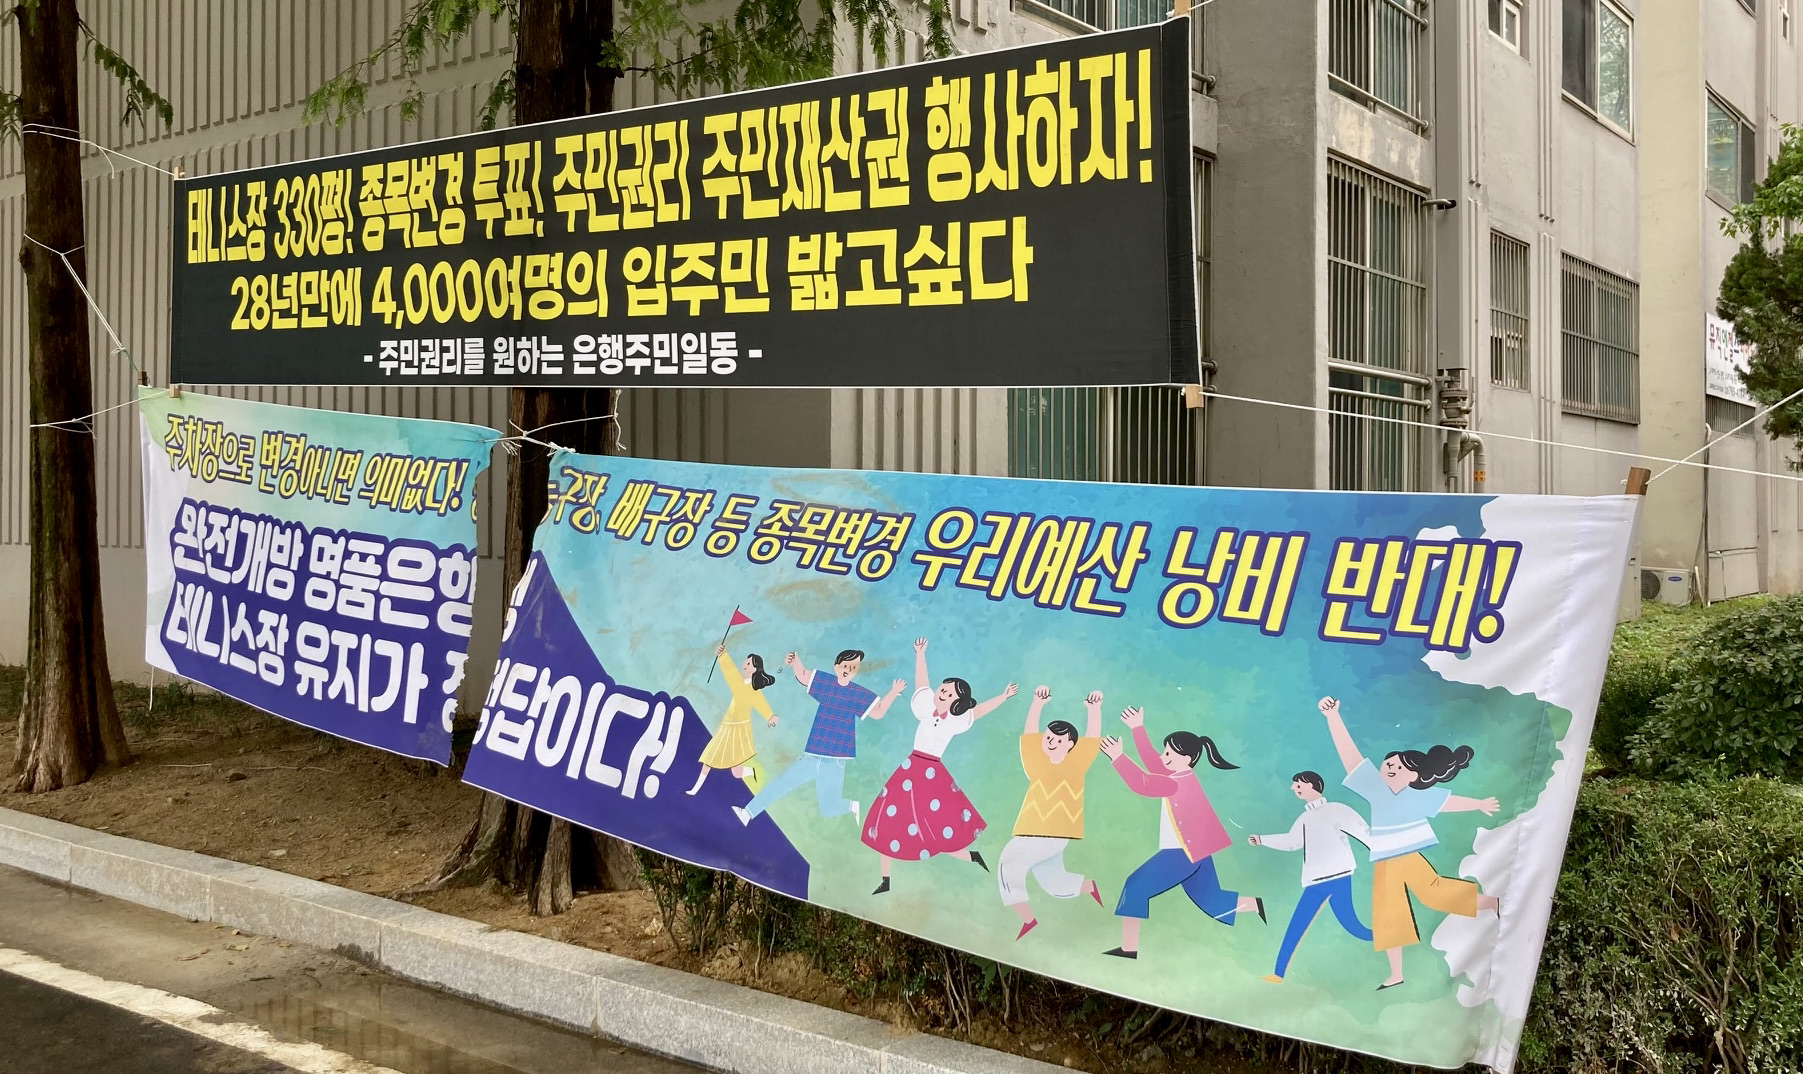 테니스장 330평! 종목변경 투표! 주민권리 주민재산권 행사하자!
28년만에 4,000여명의 입주민 밟고싶다
- 주민권리를 원하는 은행주민일동 -
주차장으로 변경아니면 의미없다! 농구장, 배구장 등 종목변경 우리예산 낭비 반대!
완전개방 명품은행
테니스장 유지가 정답이다!!